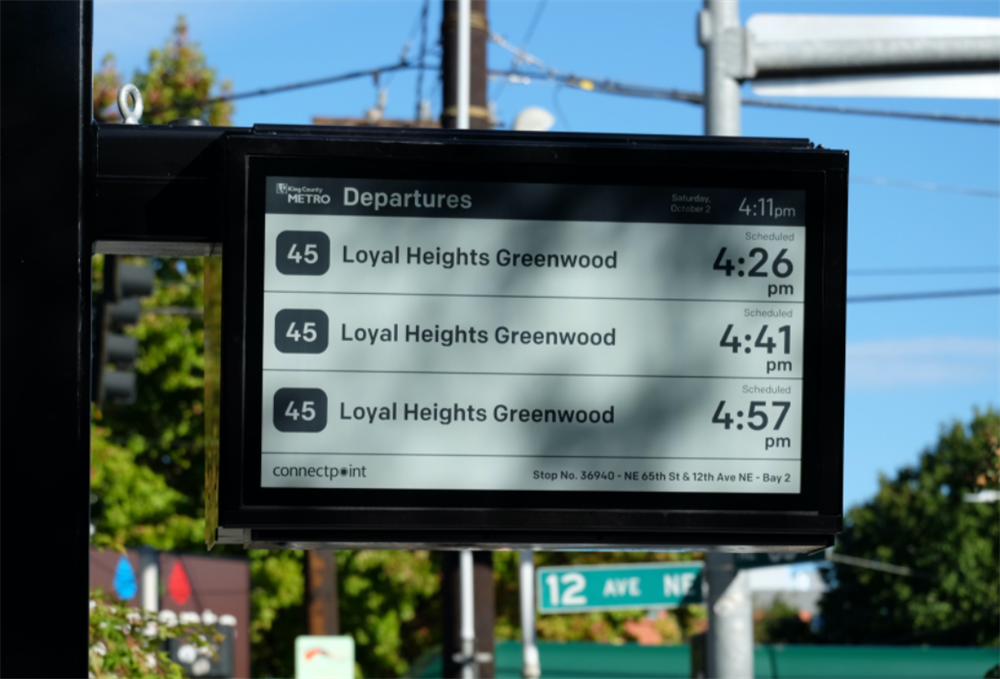 King County
METRO
Departures
Saturday,
October 2
4:11pm
Scheduled
45 Loyal Heights Greenwood 4:26
pm
Scheduled
45 Loyal Heights Greenwood 4:41
pm
Scheduled
45 Loyal Heights Greenwood 4:57
pm
connectpoint
Stop No. 36940 - NE 65th St & 12th Ave NE - Bay 2
12 AVE NE